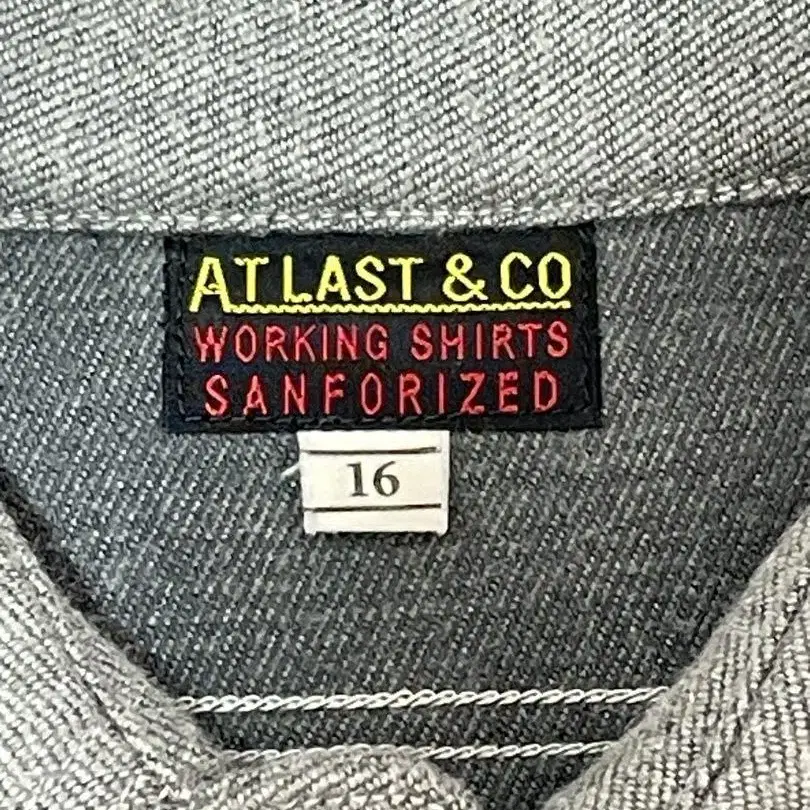 AT LAST & CO
WORKING SHIRTS
SANFORIZED
16